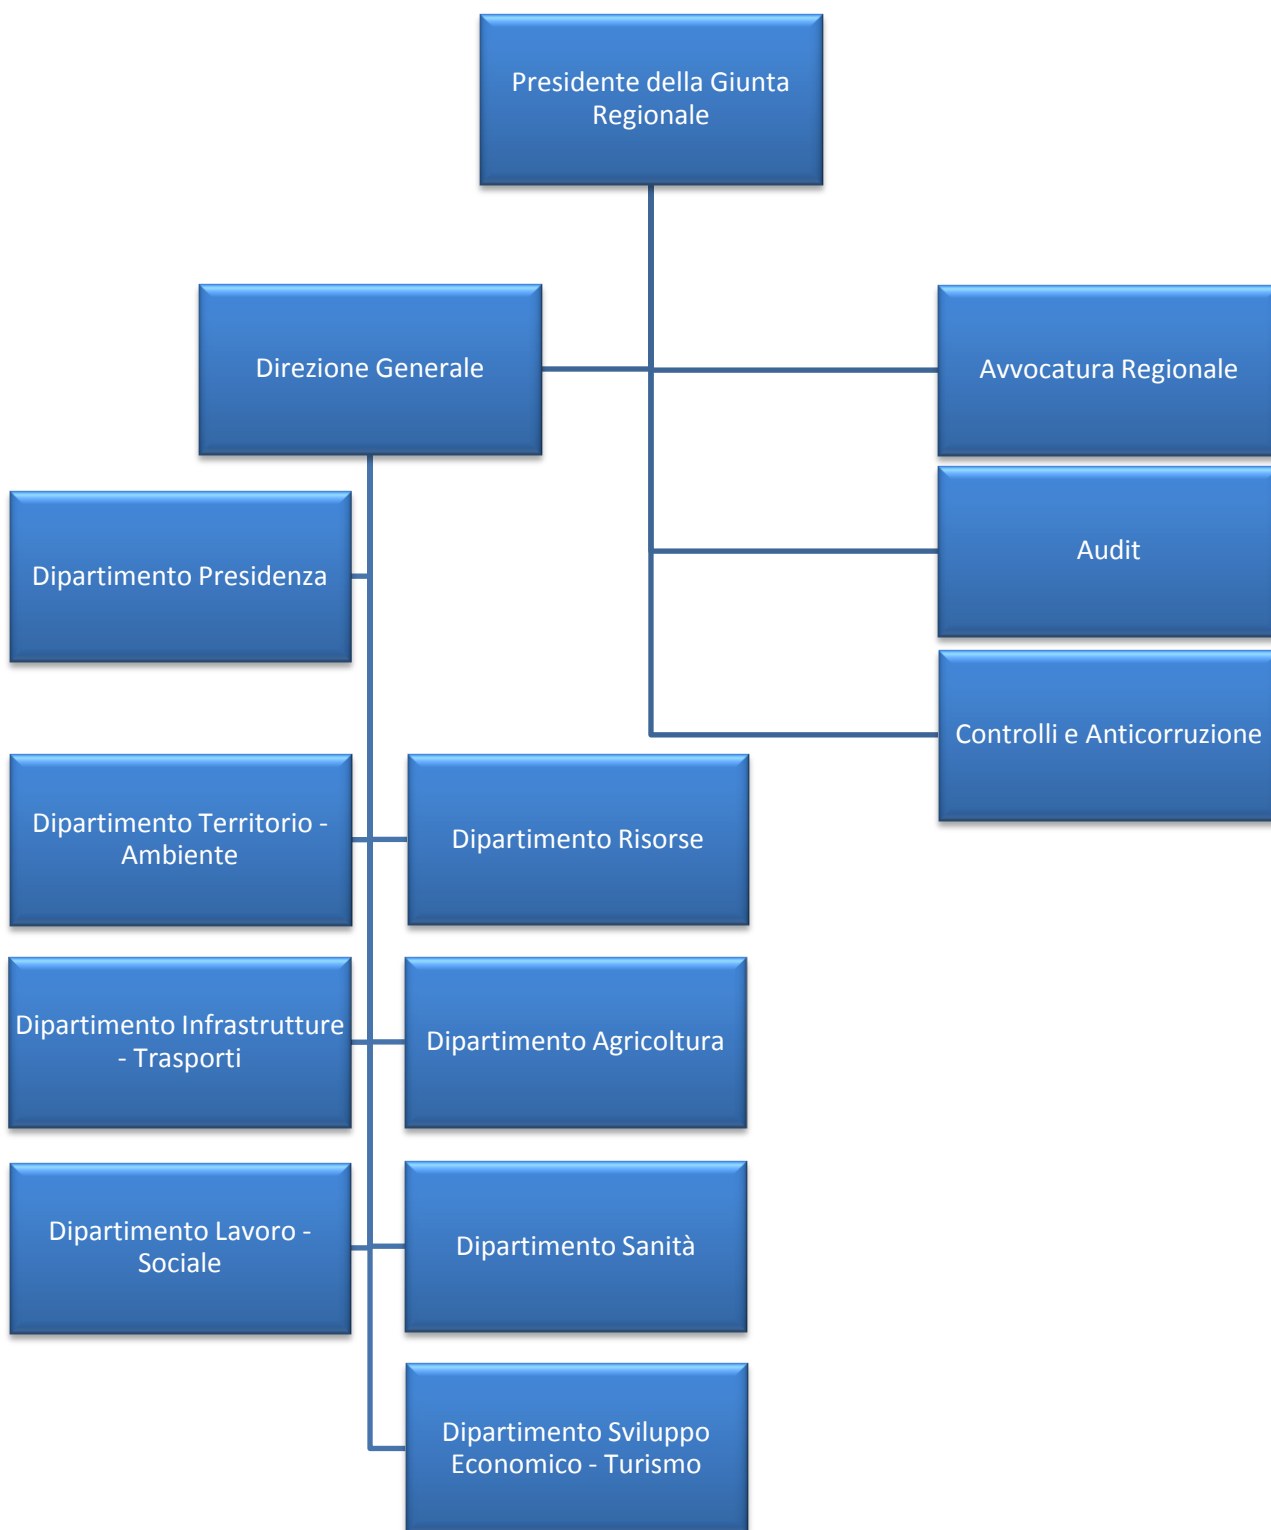 Presidente della Giunta
Regionale
Direzione Generale
Avvocatura Regionale
Dipartimento Presidenza
Audit
Controlli e Anticorruzione
Dipartimento Territorio -
Ambiente
Dipartimento Risorse
Dipartimento Infrastrutture
- Trasporti
Dipartimento Agricoltura
Dipartimento Lavoro -
Sociale
Dipartimento Sanità
Dipartimento Sviluppo
Economico - Turismo